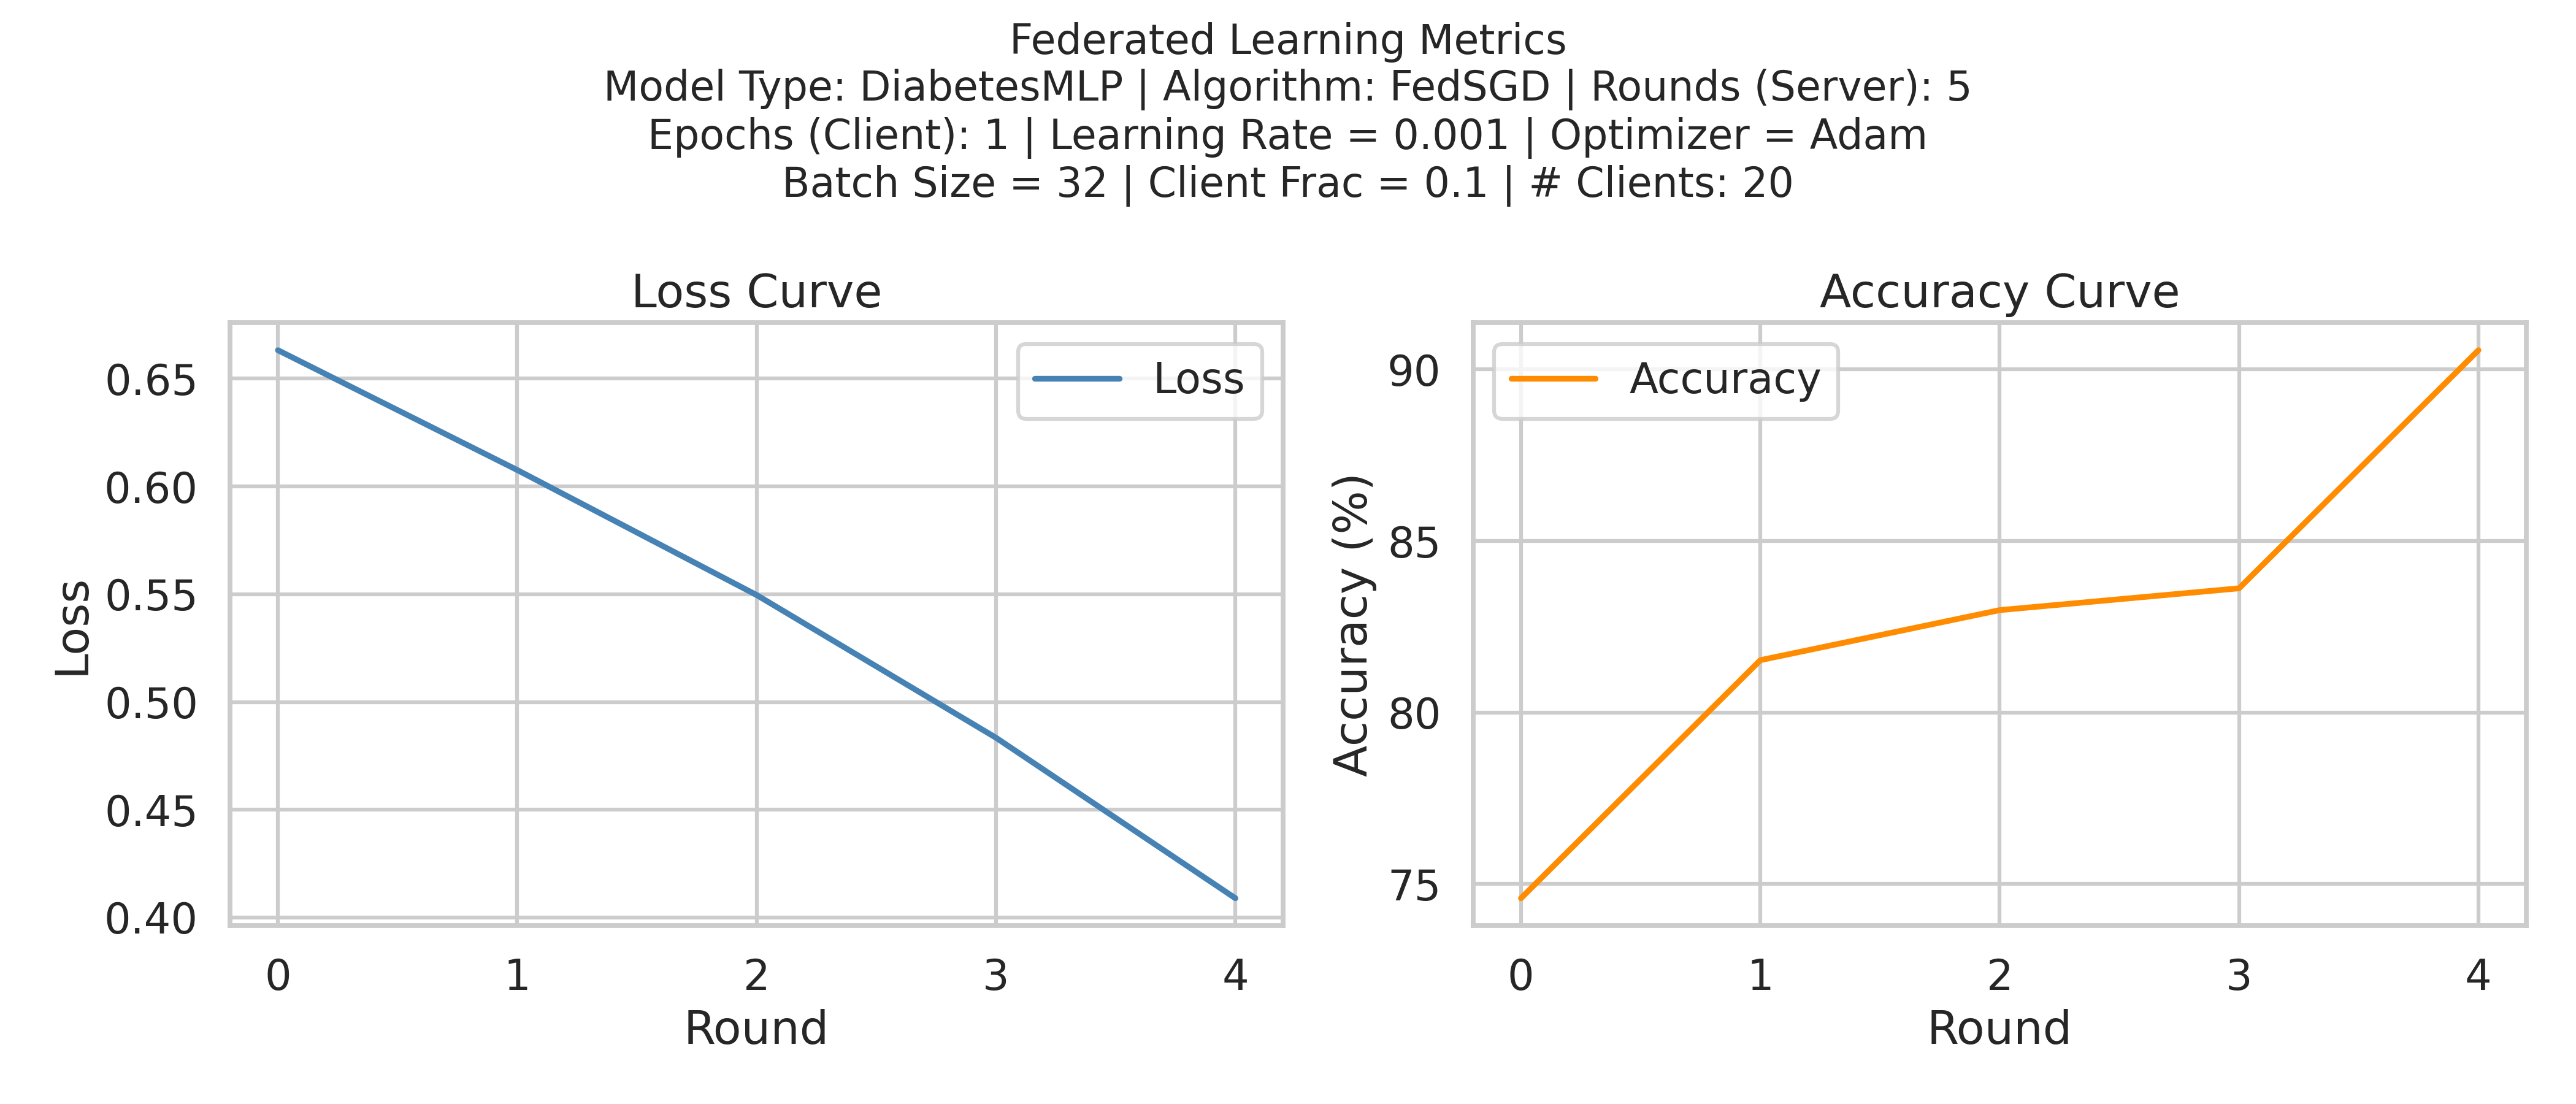 Federated Learning Metrics
Model Type: DiabetesMLP | Algorithm: FedSGD | Rounds (Server): 5
Epochs (Client): 1 | Learning Rate = 0.001 | Optimizer = Adam
Batch Size = 32 | Client Frac = 0.1 | # Clients: 20
Loss Curve
Loss
0.65
0.60
0.55
0.50
0.45
0.40
Loss
0 1 2 3 4
Round
Accuracy Curve
Accuracy
90
85
80
75
Accuracy (%)
0 1 2 3 4
Round